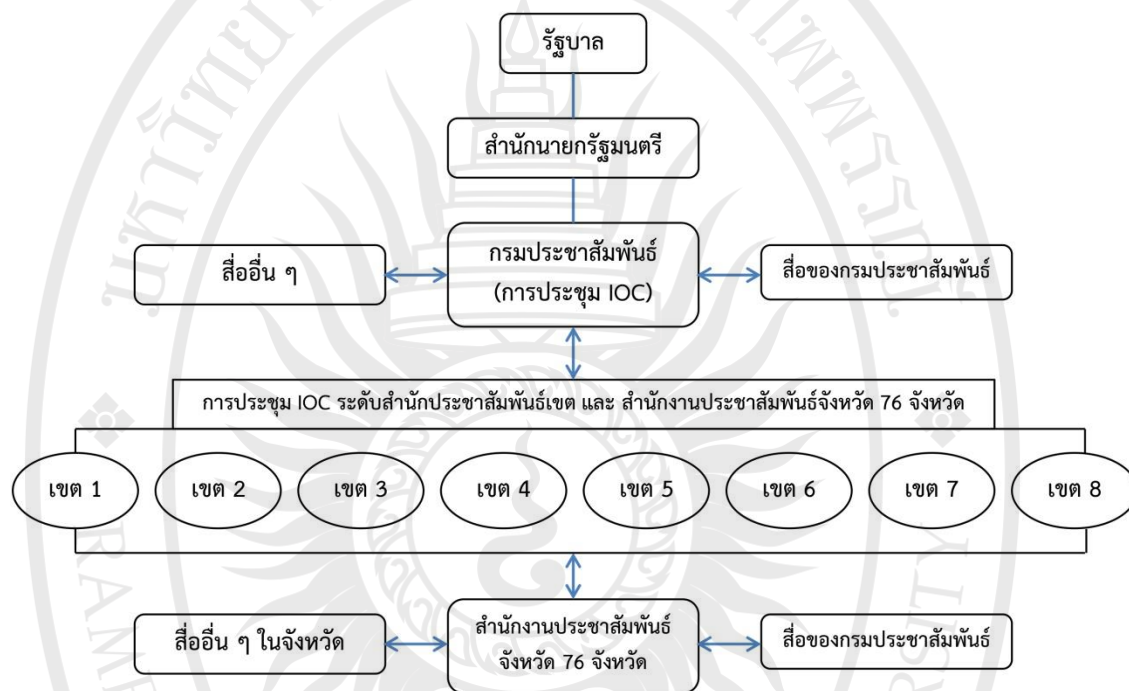 รัฐบาล
สำนักนายกรัฐมนตรี
สื่ออื่น ๆ
กรมประชาสัมพันธ์
(การประชุม IOC)
สื่อของกรมประชาสัมพันธ์
การประชุม IOC ระดับสำนักประชาสัมพันธ์เขต และ สำนักงานประชาสัมพันธ์จังหวัด 76 จังหวัด
เขต 1
เขต 2
เขต 3
เขต 4
เขต 5
เขต 6
เขต 7
เขต 8
สื่ออื่น ๆ ในจังหวัด
สำนักงานประชาสัมพันธ์
จังหวัด 76 จังหวัด
สื่อของกรมประชาสัมพันธ์